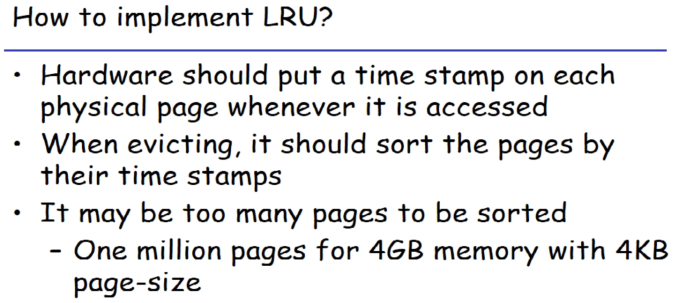 How to implement LRU?
• Hardware should put a time stamp on each
physical page whenever it is accessed
• When evicting, it should sort the pages by
their time stamps
• It may be too many pages to be sorted
– One million pages for 4GB memory with 4KB
page-size